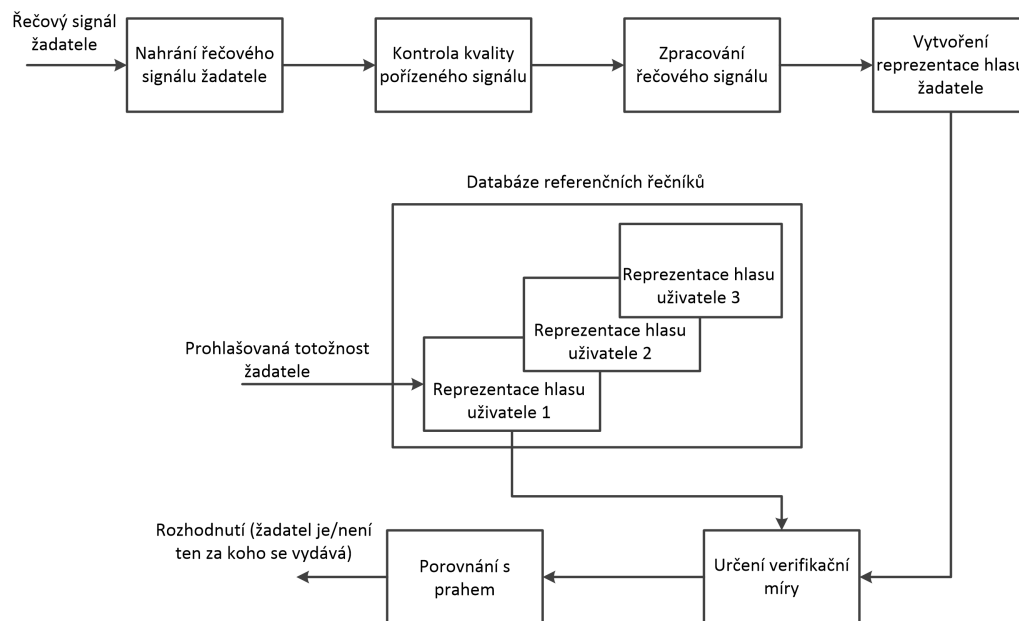 Řečový signál
žadatele
Nahrání řečového
signálu žadatele
Kontrola kvality
pořízeného signálu
Zpracování
řečového signálu
Vytvoření
reprezentace hlasu
žadatele
Databáze referenčních řečníků
Reprezentace hlasu
uživatele 3
Reprezentace hlasu
uživatele 2
Prohlašovaná totožnost
žadatele
Reprezentace hlasu
uživatele 1
Rozhodnutí (žadatel je/není
ten za koho se vydává)
Porovnání s
prahem
Určení verifikační
míry